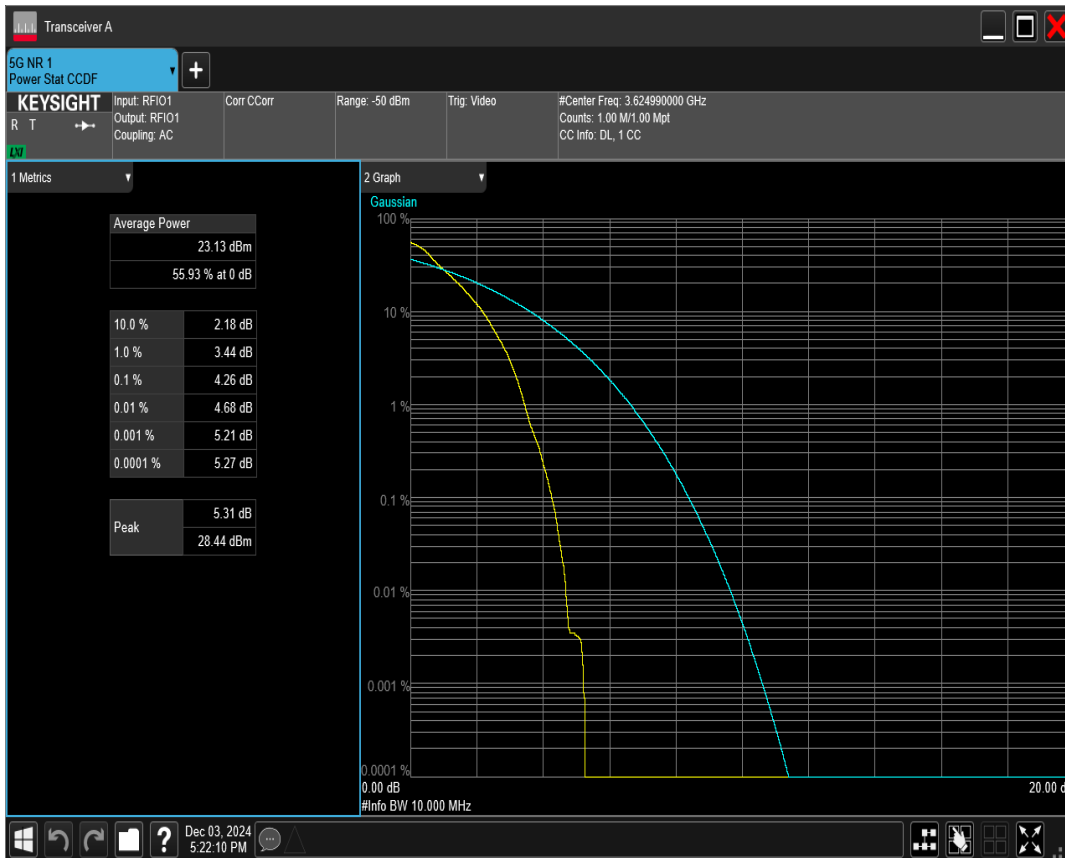 Transceiver A
5G NR 1
Power Stat CCDF
KEYSIGHT
R T
LXI
Input: RFIO1
Output: RFIO1
Coupling: AC
Corr CCorr
Range: -50 dBm
Trig: Video
#Center Freq: 3.624990000 GHz
Counts: 1.00 M/1.00 Mpt
CC Info: DL, 1 CC
1 Metrics
Average Power
23.13 dBm
55.93 % at 0 dB
10.0 % 2.18 dB
1.0 % 3.44 dB
0.1 % 4.26 dB
0.01 % 4.68 dB
0.001 % 5.21 dB
0.0001 % 5.27 dB
Peak 5.31 dB
28.44 dBm
2 Graph
Gaussian
100 %
10 %
1 %
0.1 %
0.01 %
0.001 %
0.0001 %
0.00 dB 20.00 d
#Info BW 10.000 MHz
? Dec 03, 2024
5:22:10 PM